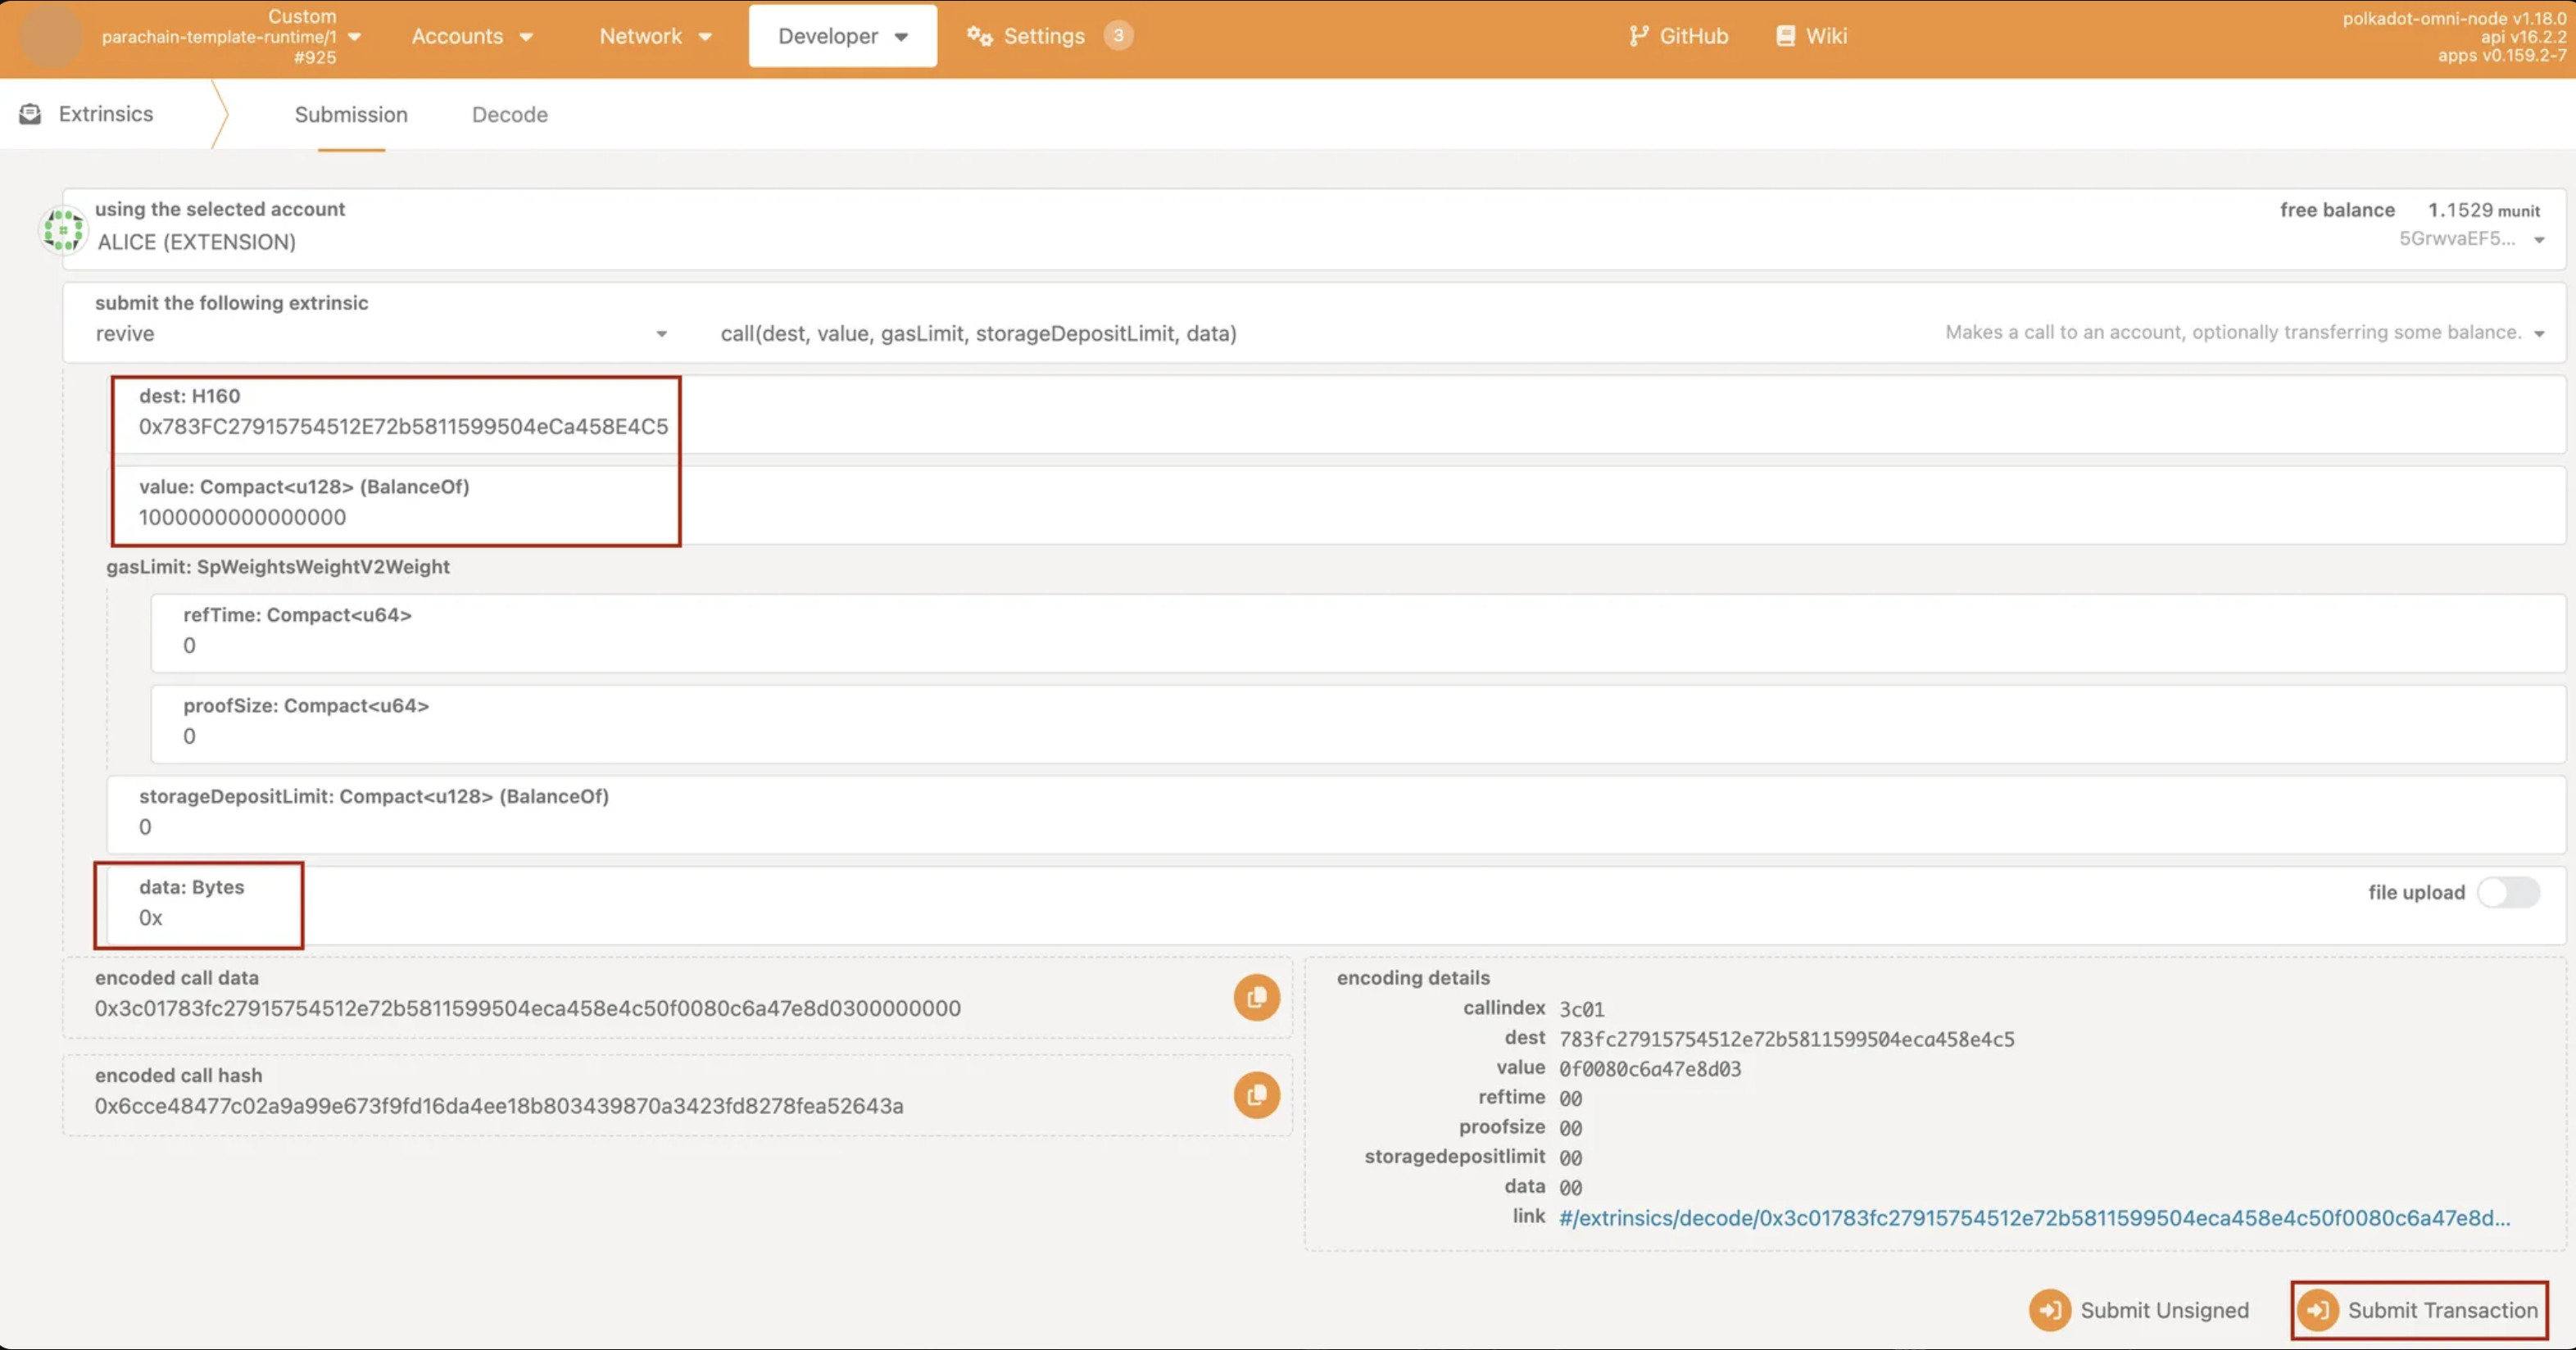 Custom
parachain-template-runtime/1
#925
Accounts
Network
Developer
Settings 3
GitHub
Wiki
polkadot-omni-node v1.18.0
api v16.2.2
apps v0.159.2-7
Extrinsics
Submission
Decode
using the selected account
ALICE (EXTENSION)
free balance 1.1529 munit
5GrwvaEF5...
submit the following extrinsic
revive
call(dest, value, gasLimit, storageDepositLimit, data)
Makes a call to an account, optionally transferring some balance.
dest: H160
0x783FC27915754512E72b5811599504eCa458E4C5
value: Compact<u128> (BalanceOf)
1000000000000000
gasLimit: SpWeightsWeightV2Weight
refTime: Compact<u64>
0
proofSize: Compact<u64>
0
storageDepositLimit: Compact<u128> (BalanceOf)
0
data: Bytes
0x
file upload
encoded call data
0x3c01783fc27915754512e72b5811599504eca458e4c50f0080c6a47e8d0300000000
encoded call hash
0x6cce48477c02a9a99e673f9fd16da4ee18b803439870a3423fd8278fea52643a
encoding details
callindex 3c01
dest 783fc27915754512e72b5811599504eca458e4c5
value 0f0080c6a47e8d03
reftime 00
proofsize 00
storagedepositlimit 00
data 00
link #/extrinsics/decode/0x3c01783fc27915754512e72b5811599504eca458e4c50f0080c6a47e8d...
Submit Unsigned
Submit Transaction